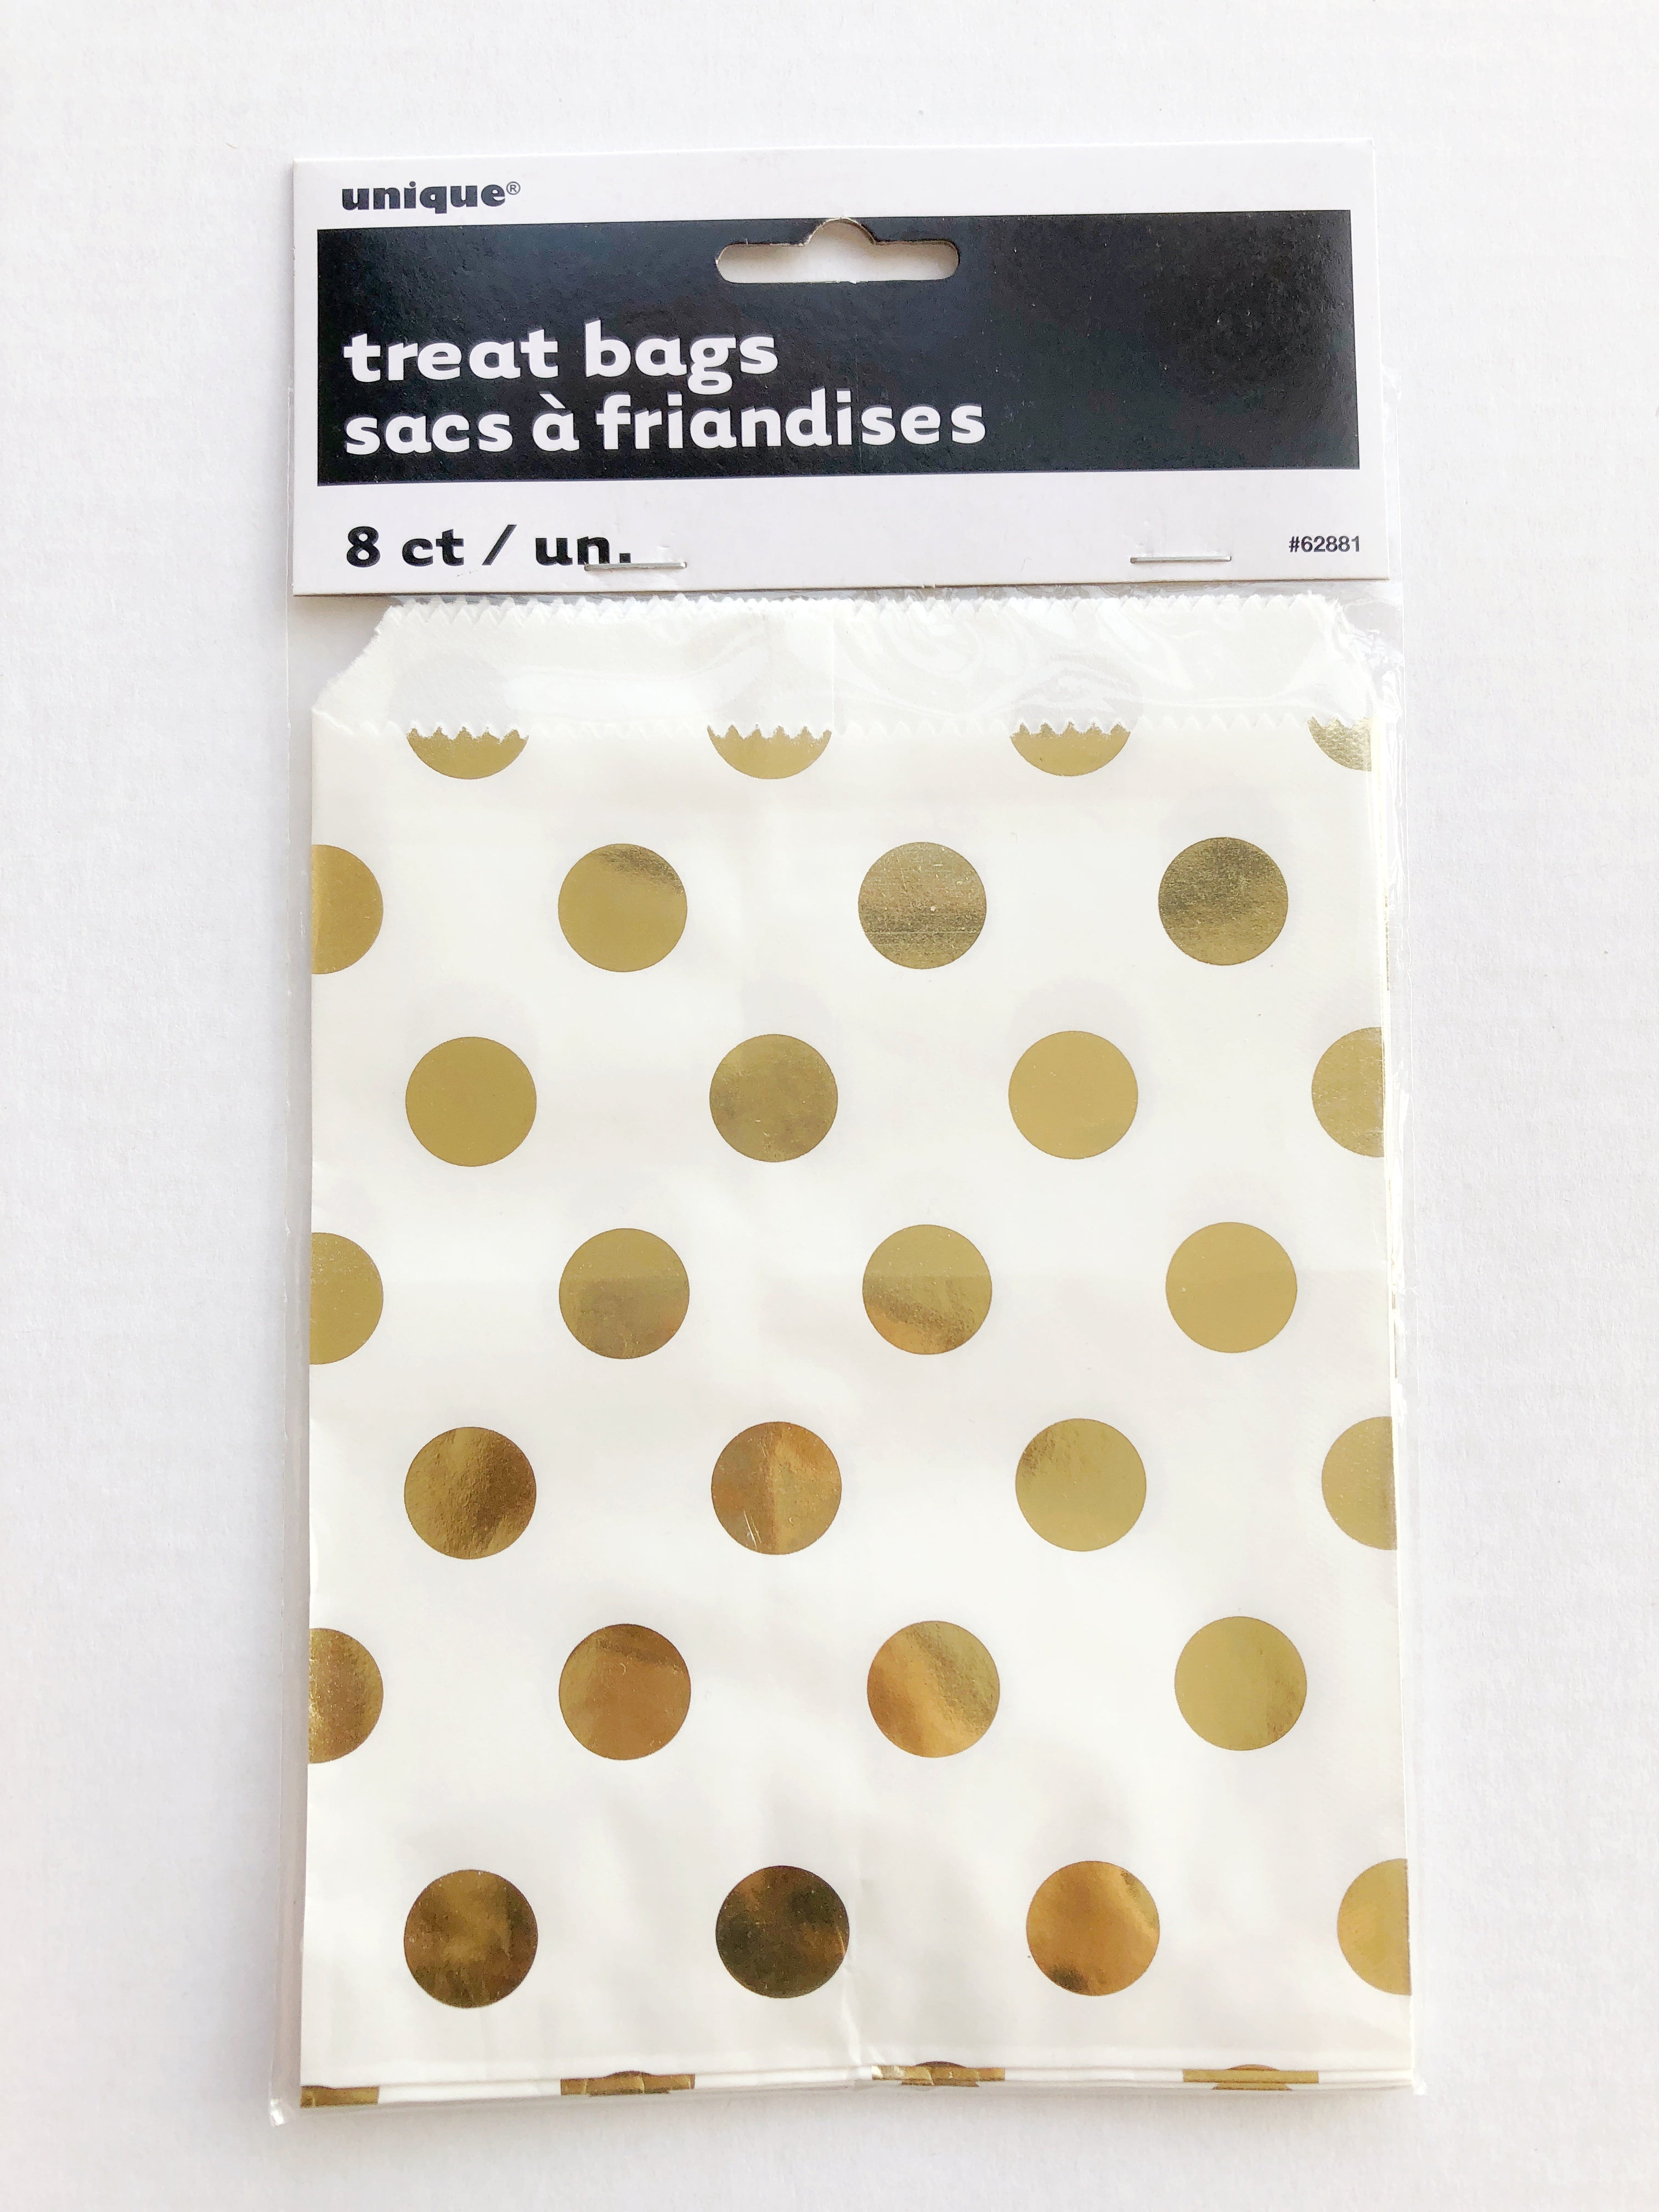 unique®
treat bags
sacs à friandises
8 ct / un.
#62881